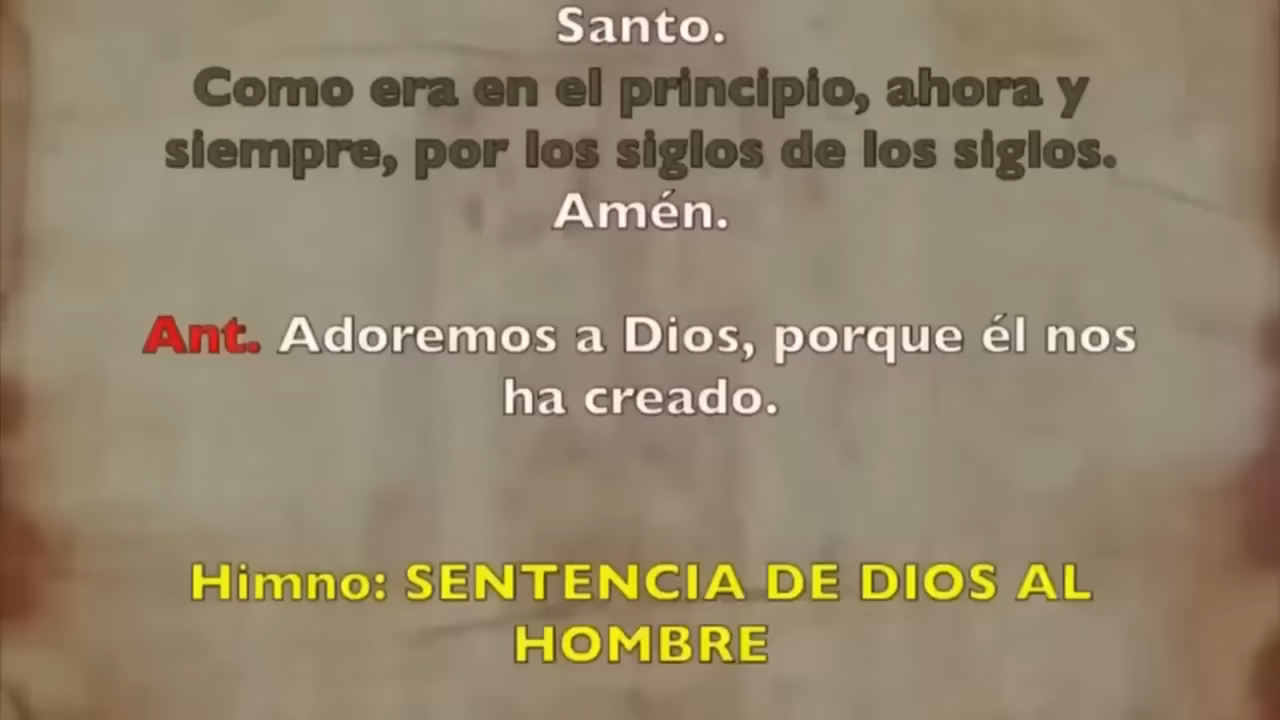 Santo.
Como era en el principio, ahora y
siempre, por los siglos de los siglos.
Amén.
Ant. Adoremos a Dios, porque él nos
ha creado.
Himno: SENTENCIA DE DIOS AL
HOMBRE